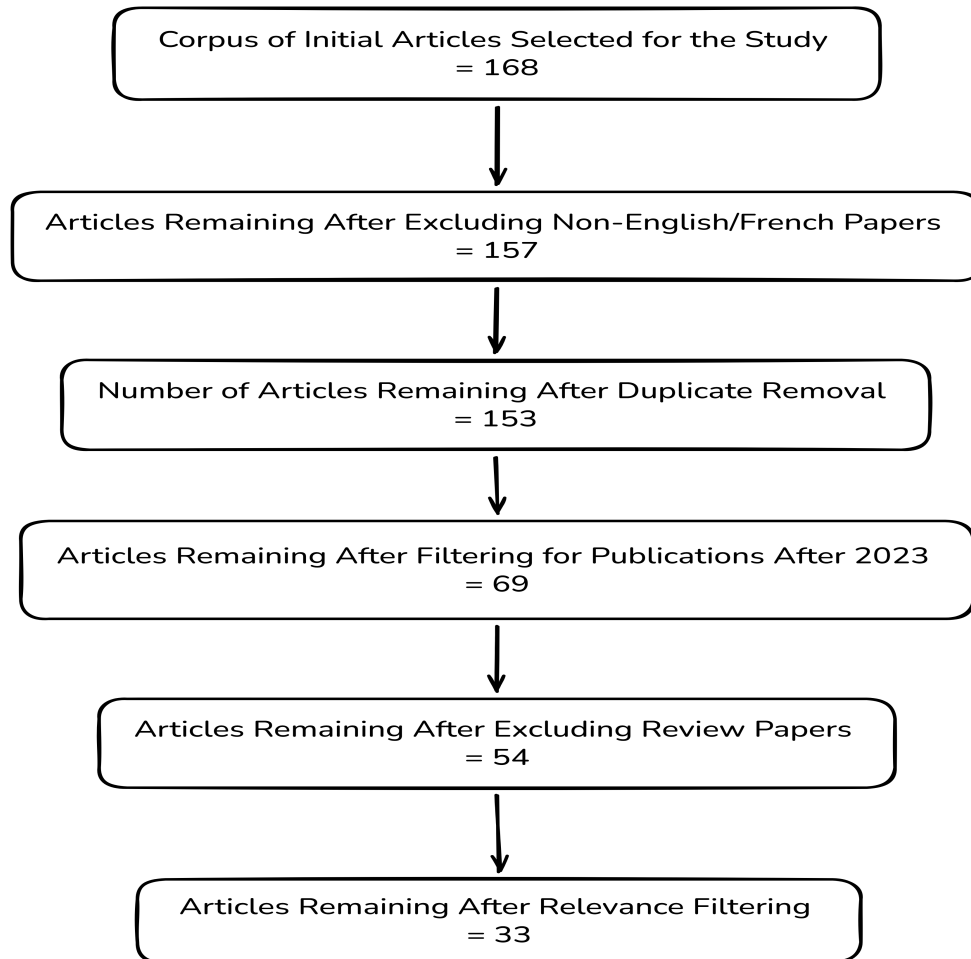 Corpus of Initial Articles Selected for the Study
= 168
Articles Remaining After Excluding Non-English/French Papers
= 157
Number of Articles Remaining After Duplicate Removal
= 153
Articles Remaining After Filtering for Publications After 2023
= 69
Articles Remaining After Excluding Review Papers
= 54
Articles Remaining After Relevance Filtering
= 33